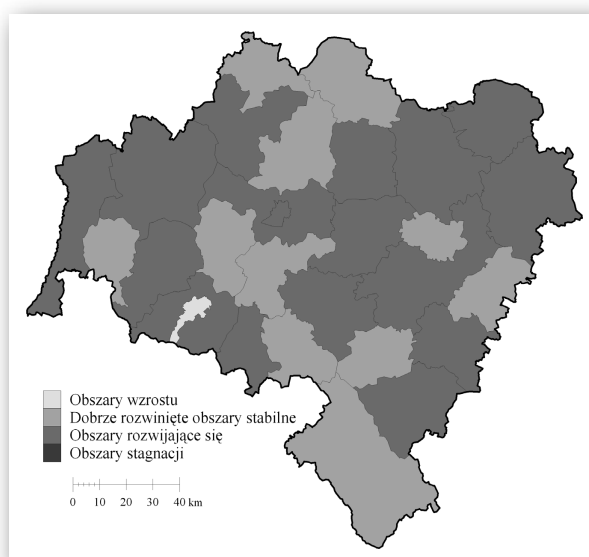 Obszary wzrostu
Dobrze rozwinięte obszary stabilne
Obszary rozwijające się
Obszary stagnacji
0 10 20 30 40 km